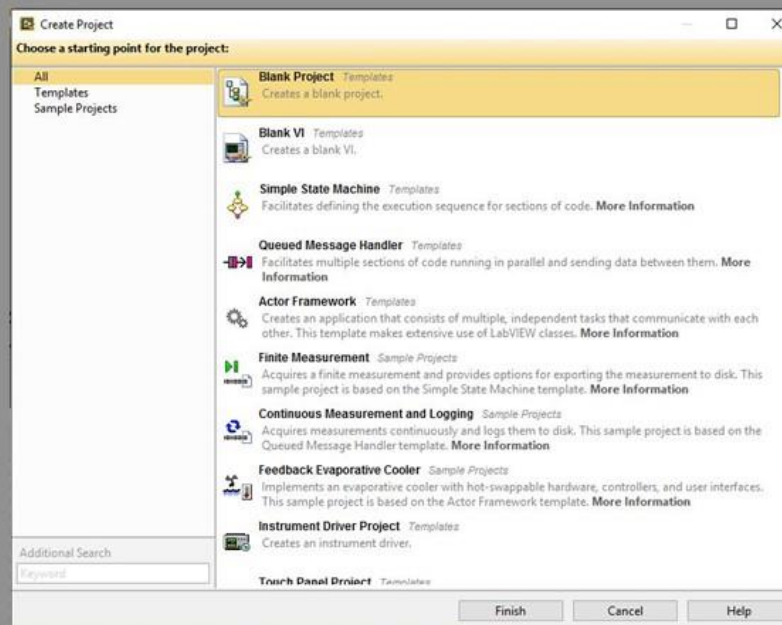 Create Project
Choose a starting point for the project:
All
Templates
Sample Projects
Additional Search
Keyword
Blank Project Templates
Creates a blank project.
Blank VI Templates
Creates a blank VI.
Simple State Machine Templates
Facilitates defining the execution sequence for sections of code. More Information
Queued Message Handler Templates
Facilitates multiple sections of code running in parallel and sending data between them. More
Information
Actor Framework Templates
Creates an application that consists of multiple, independent tasks that communicate with each
other. This template makes extensive use of LabVIEW classes. More Information
Finite Measurement Sample Projects
Acquires a finite measurement and provides options for exporting the measurement to disk. This
sample project is based on the Simple State Machine template. More Information
Continuous Measurement and Logging Sample Projects
Acquires measurements continuously and logs them to disk. This sample project is based on the
Queued Message Handler template. More Information
Feedback Evaporative Cooler Sample Projects
Implements an evaporative cooler with hot-swappable hardware, controllers, and user interfaces.
This sample project is based on the Actor Framework template. More Information
Instrument Driver Project Templates
Creates an instrument driver.
Touch Panel Project Templates
Finish
Cancel
Help